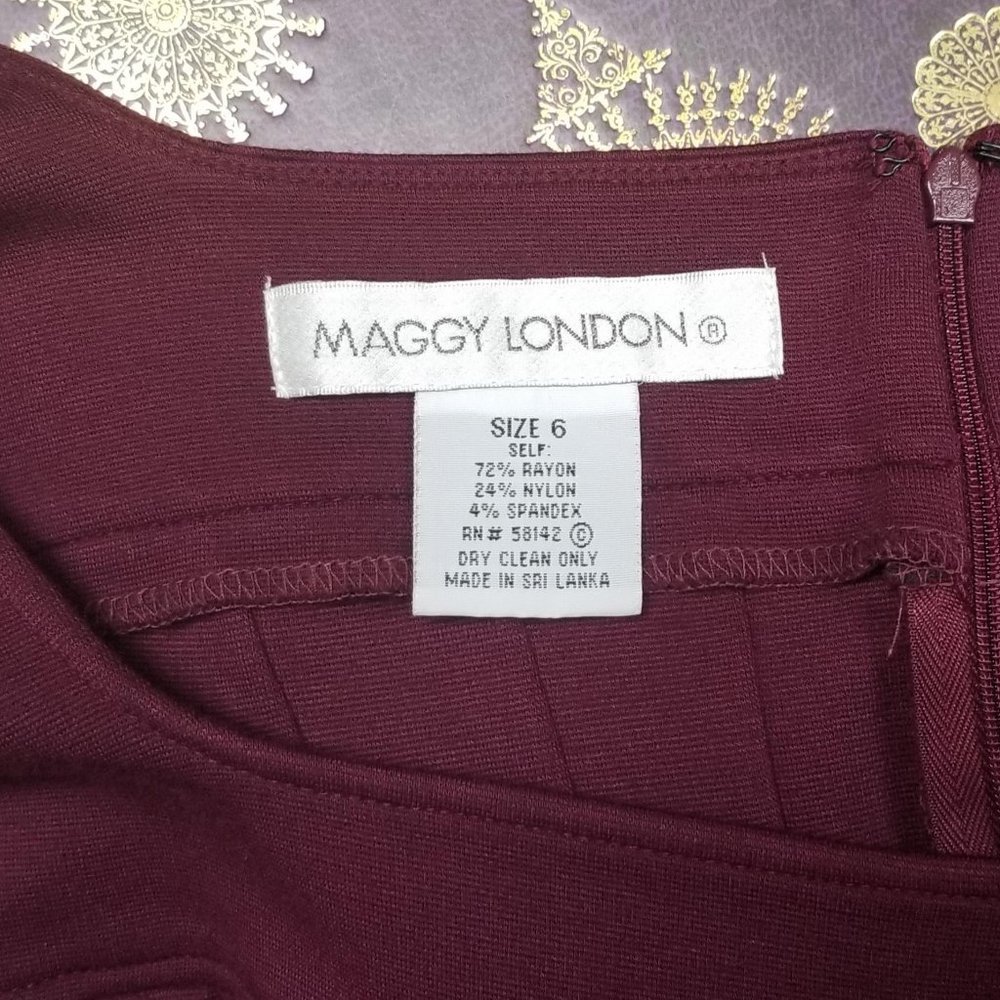 MAGGY LONDON ®
SIZE 6
SELF:
72% RAYON
24% NYLON
4% SPANDEX
RN# 58142 ©
DRY CLEAN ONLY
MADE IN SRI LANKA